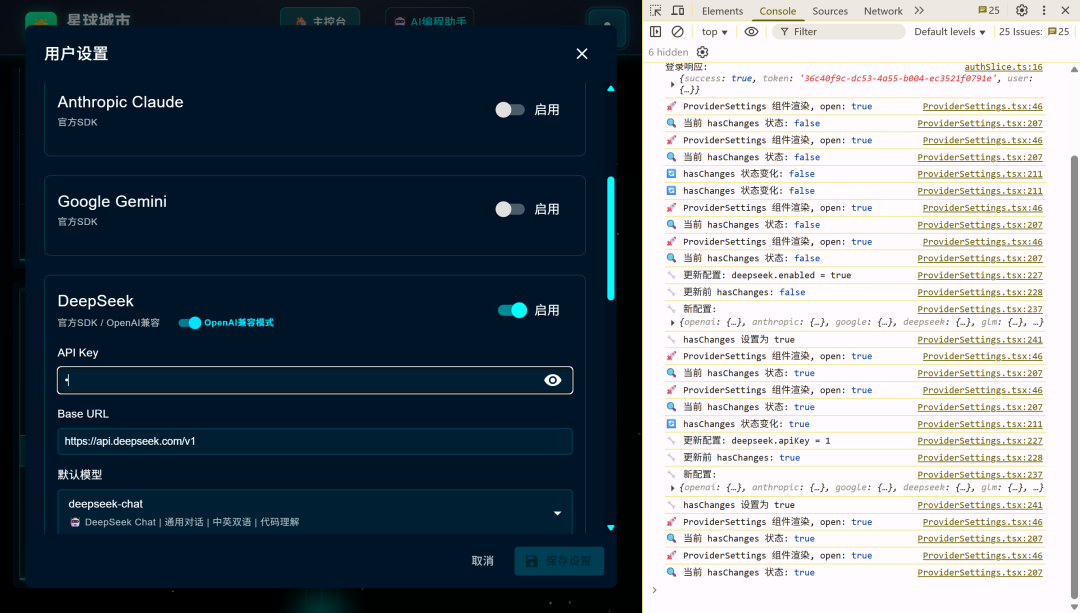 星球城市
主控台
AI编程助手
用户设置
Anthropic Claude
官方SDK
启用
Google Gemini
官方SDK
启用
DeepSeek
官方SDK / OpenAI兼容
OpenAI兼容模式
启用
API Key
•
Base URL
https://api.deepseek.com/v1
默认模型
deepseek-chat
DeepSeek Chat | 通用对话 | 中英双语 | 代码理解
取消
保存设置
Elements Console Sources Network 25
top Filter Default levels 25 Issues: 25
6 hidden
登录响应: authSlice.ts:16
{success: true, token: '36c40f9c-dc53-4a55-b004-ec3521f0791e', user:
{…}}
🚀 ProviderSettings 组件渲染, open: true ProviderSettings.tsx:46
🔍 当前 hasChanges 状态: false ProviderSettings.tsx:207
🚀 ProviderSettings 组件渲染, open: true ProviderSettings.tsx:46
🔍 当前 hasChanges 状态: false ProviderSettings.tsx:207
🔄 hasChanges 状态变化: false ProviderSettings.tsx:211
🔄 hasChanges 状态变化: false ProviderSettings.tsx:211
🚀 ProviderSettings 组件渲染, open: true ProviderSettings.tsx:46
🔍 当前 hasChanges 状态: false ProviderSettings.tsx:207
🚀 ProviderSettings 组件渲染, open: true ProviderSettings.tsx:46
🔍 当前 hasChanges 状态: false ProviderSettings.tsx:207
🔧 更新配置: deepseek.enabled = true ProviderSettings.tsx:227
🔧 更新前 hasChanges: false ProviderSettings.tsx:228
🔧 新配置: ProviderSettings.tsx:237
{openai: {…}, anthropic: {…}, google: {…}, deepseek: {…}, glm: {…}, …}
🔧 hasChanges 设置为 true ProviderSettings.tsx:241
🚀 ProviderSettings 组件渲染, open: true ProviderSettings.tsx:46
🔍 当前 hasChanges 状态: true ProviderSettings.tsx:207
🚀 ProviderSettings 组件渲染, open: true ProviderSettings.tsx:46
🔍 当前 hasChanges 状态: true ProviderSettings.tsx:207
🔄 hasChanges 状态变化: true ProviderSettings.tsx:211
🔧 更新配置: deepseek.apiKey = 1 ProviderSettings.tsx:227
🔧 更新前 hasChanges: true ProviderSettings.tsx:228
🔧 新配置: ProviderSettings.tsx:237
{openai: {…}, anthropic: {…}, google: {…}, deepseek: {…}, glm: {…}, …}
🔧 hasChanges 设置为 true ProviderSettings.tsx:241
🚀 ProviderSettings 组件渲染, open: true ProviderSettings.tsx:46
🔍 当前 hasChanges 状态: true ProviderSettings.tsx:207
🚀 ProviderSettings 组件渲染, open: true ProviderSettings.tsx:46
🔍 当前 hasChanges 状态: true ProviderSettings.tsx:207